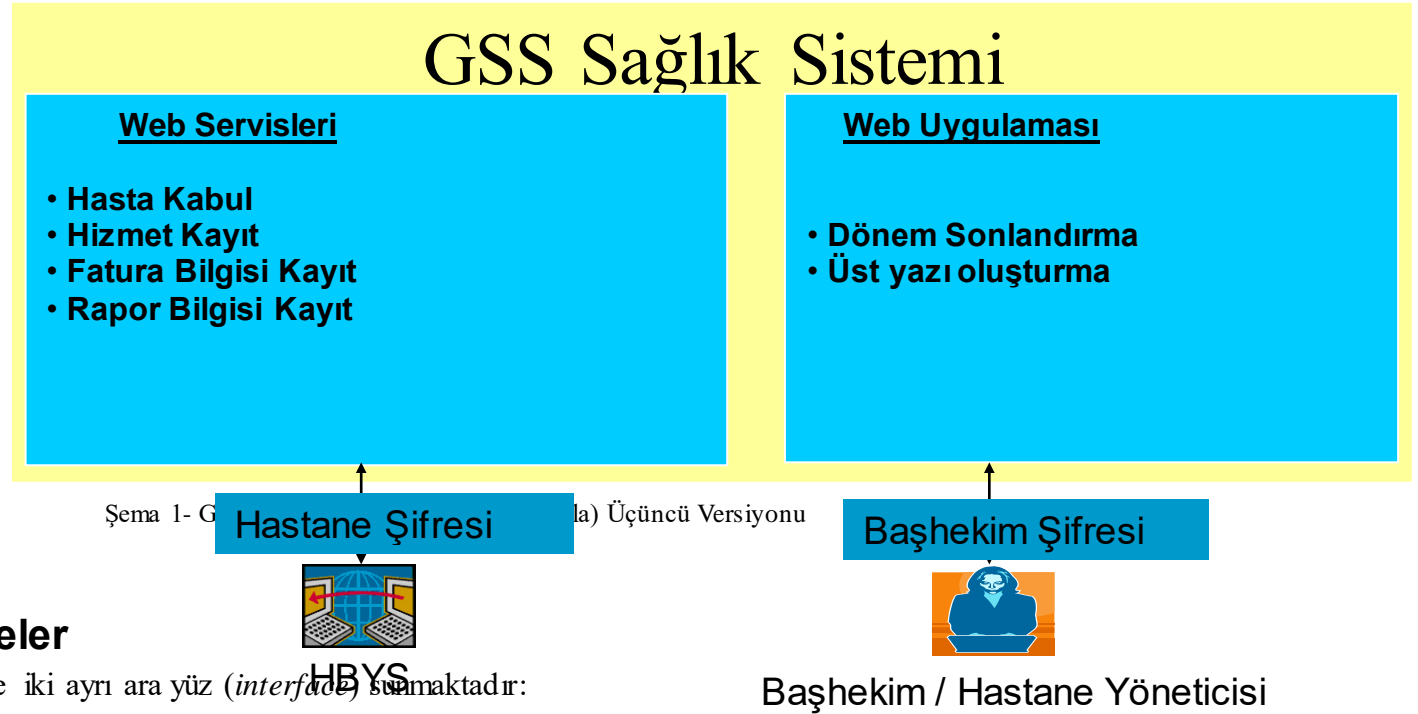 GSS Sağlık Sistemi
Web Servisleri
• Hasta Kabul
• Hizmet Kayıt
• Fatura Bilgisi Kayıt
• Rapor Bilgisi Kayıt
Web Uygulaması
• Dönem Sonlandırma
• Üst yazı oluşturma
Şema 1- G la) Üçüncü Versiyonu
Hastane Şifresi
Başhekim Şifresi
eler
e iki ayrı ara yüz (interface) sunmaktadır:
HBYS
Başhekim / Hastane Yöneticisi